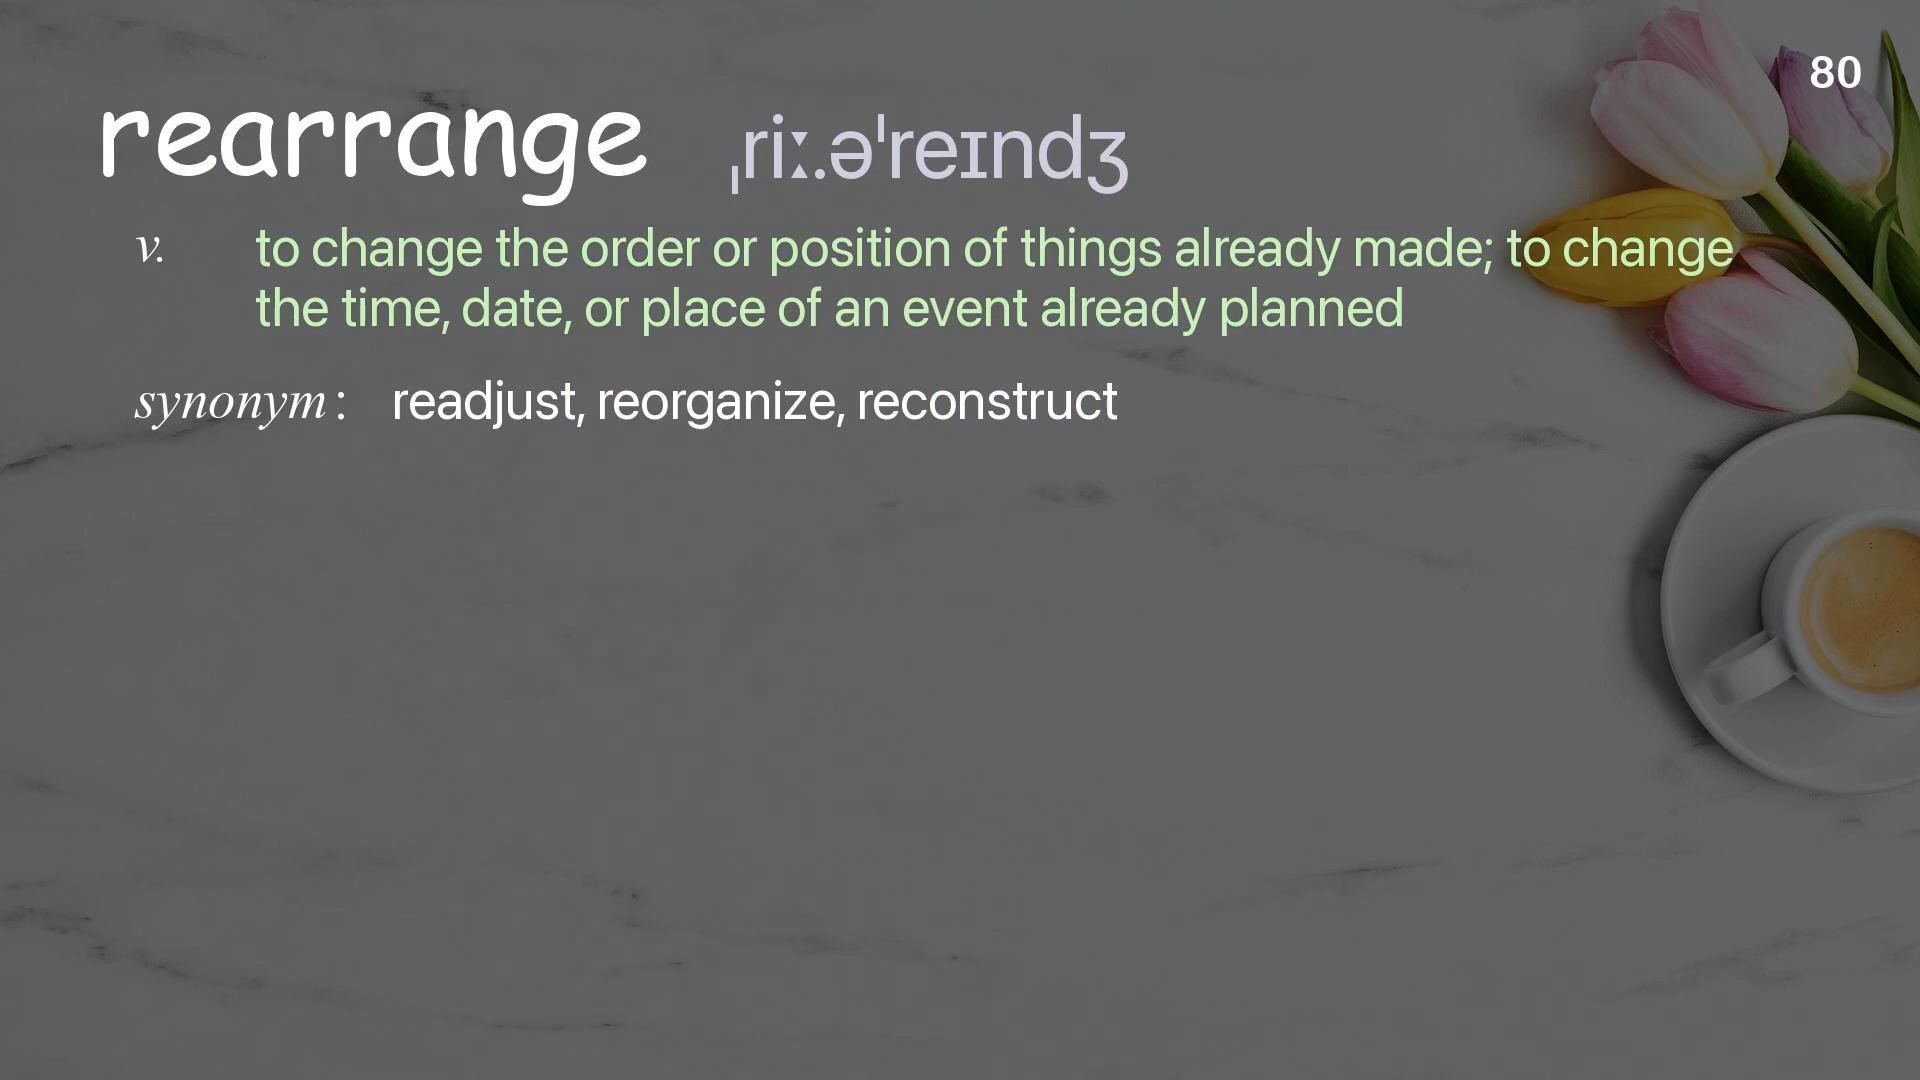 80
rearrange ˌriː.əˈreɪndʒ
v. to change the order or position of things already made; to change
the time, date, or place of an event already planned
synonym : readjust, reorganize, reconstruct